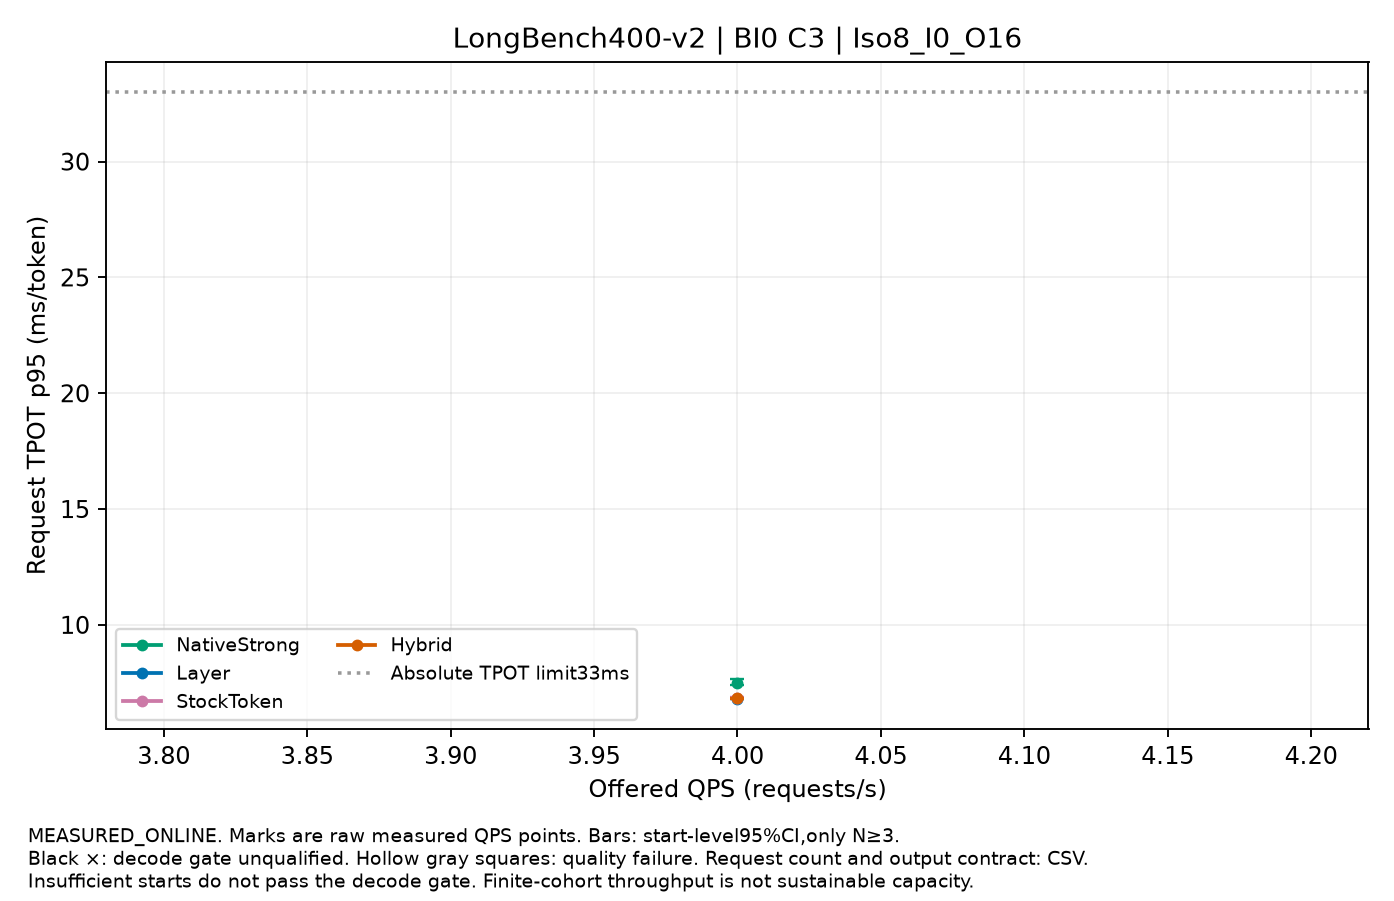 LongBench400-v2 | BI0 C3 | Iso8_I0_O16
Request TPOT p95 (ms/token)
30
25
20
15
10
NativeStrong
Layer
StockToken
Hybrid
Absolute TPOT limit33ms
3.80 3.85 3.90 3.95 4.00 4.05 4.10 4.15 4.20
Offered QPS (requests/s)
MEASURED_ONLINE. Marks are raw measured QPS points. Bars: start-level95%CI,only N≥3.
Black ×: decode gate unqualified. Hollow gray squares: quality failure. Request count and output contract: CSV.
Insufficient starts do not pass the decode gate. Finite-cohort throughput is not sustainable capacity.